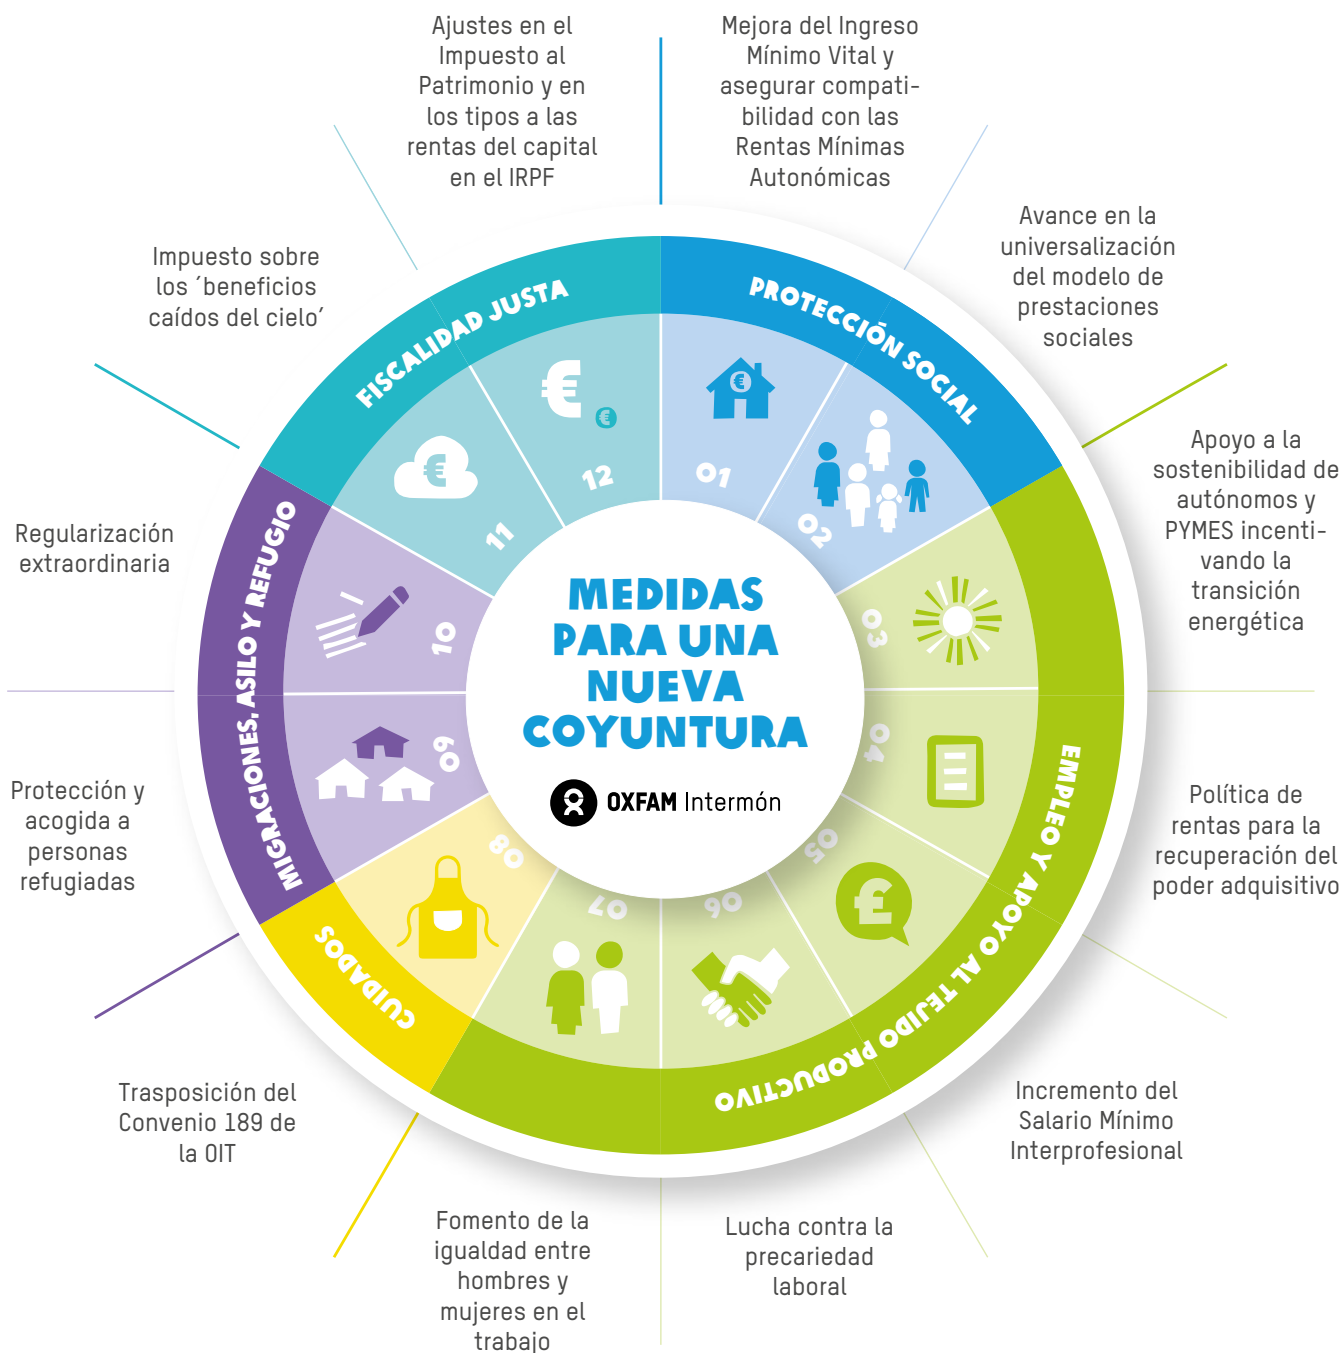 MEDIDAS
PARA UNA
NUEVA
COYUNTURA
OXFAM Intermón
PROTECCIÓN SOCIAL
01
Mejora del Ingreso
Mínimo Vital y
asegurar compati-
bilidad con las
Rentas Mínimas
Autonómicas
02
Avance en la
universalización
del modelo de
prestaciones
sociales
EMPLEO Y APOYO AL TEJIDO PRODUCTIVO
03
Apoyo a la
sostenibilidad de
autónomos y
PYMES incenti-
vando la
transición
energética
04
Política de
rentas para la
recuperación del
poder adquisitivo
05
£
Incremento del
Salario Mínimo
Interprofesional
06
Lucha contra la
precariedad
laboral
07
Fomento de la
igualdad entre
hombres y
mujeres en el
trabajo
CUIDADOS
08
Trasposición del
Convenio 189 de
la OIT
MIGRACIONES, ASILO Y REFUGIO
09
Protección y
acogida a
personas
refugiadas
10
Regularización
extraordinaria
FISCALIDAD JUSTA
11
€
Impuesto sobre
los ´beneficios
caídos del cielo´
12
€
€
Ajustes en el
Impuesto al
Patrimonio y en
los tipos a las
rentas del capital
en el IRPF
€